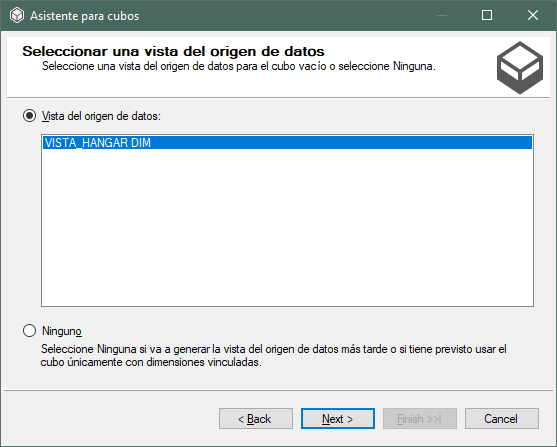 Asistente para cubos
Seleccionar una vista del origen de datos
Seleccione una vista del origen de datos para el cubo vacío o seleccione Ninguna.
Vista del origen de datos:
VISTA_HANGAR DIM
Ninguno
Seleccione Ninguna si va a generar la vista del origen de datos más tarde o si tiene previsto usar el
cubo únicamente con dimensiones vinculadas.
< Back
Next >
Finish >>|
Cancel